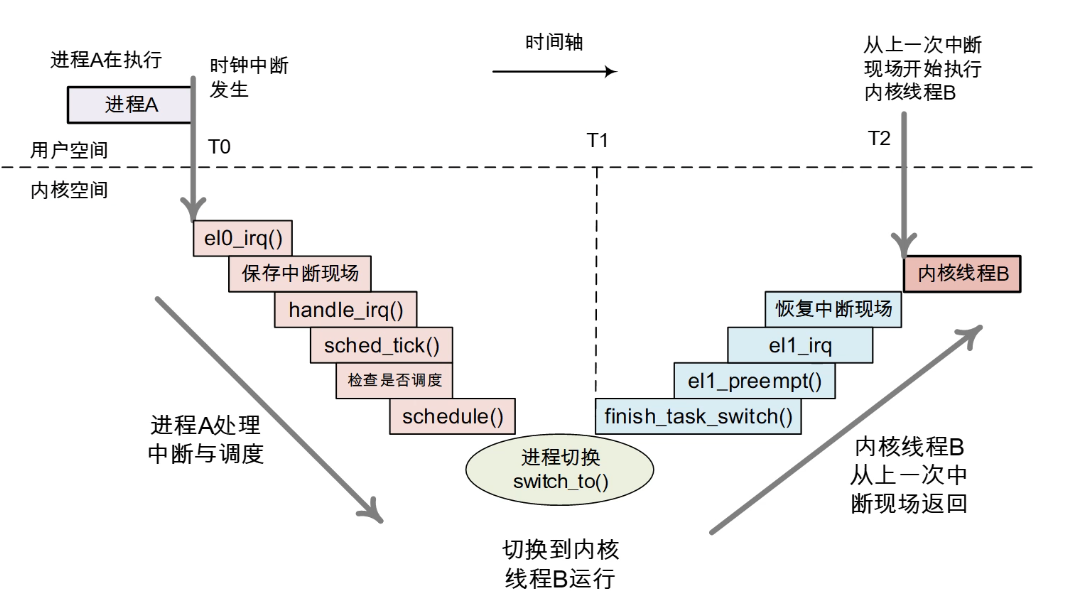 进程A在执行
进程A
时钟中断
发生
时间轴
从上一次中断
现场开始执行
内核线程B
T0
T1
T2
用户空间
内核空间
el0_irq()
保存中断现场
handle_irq()
sched_tick()
检查是否调度
schedule()
进程切换
switch_to()
finish_task_switch()
el1_preempt()
el1_irq
恢复中断现场
内核线程B
进程A处理
中断与调度
切换到内核
线程B运行
内核线程B
从上一次中
断现场返回